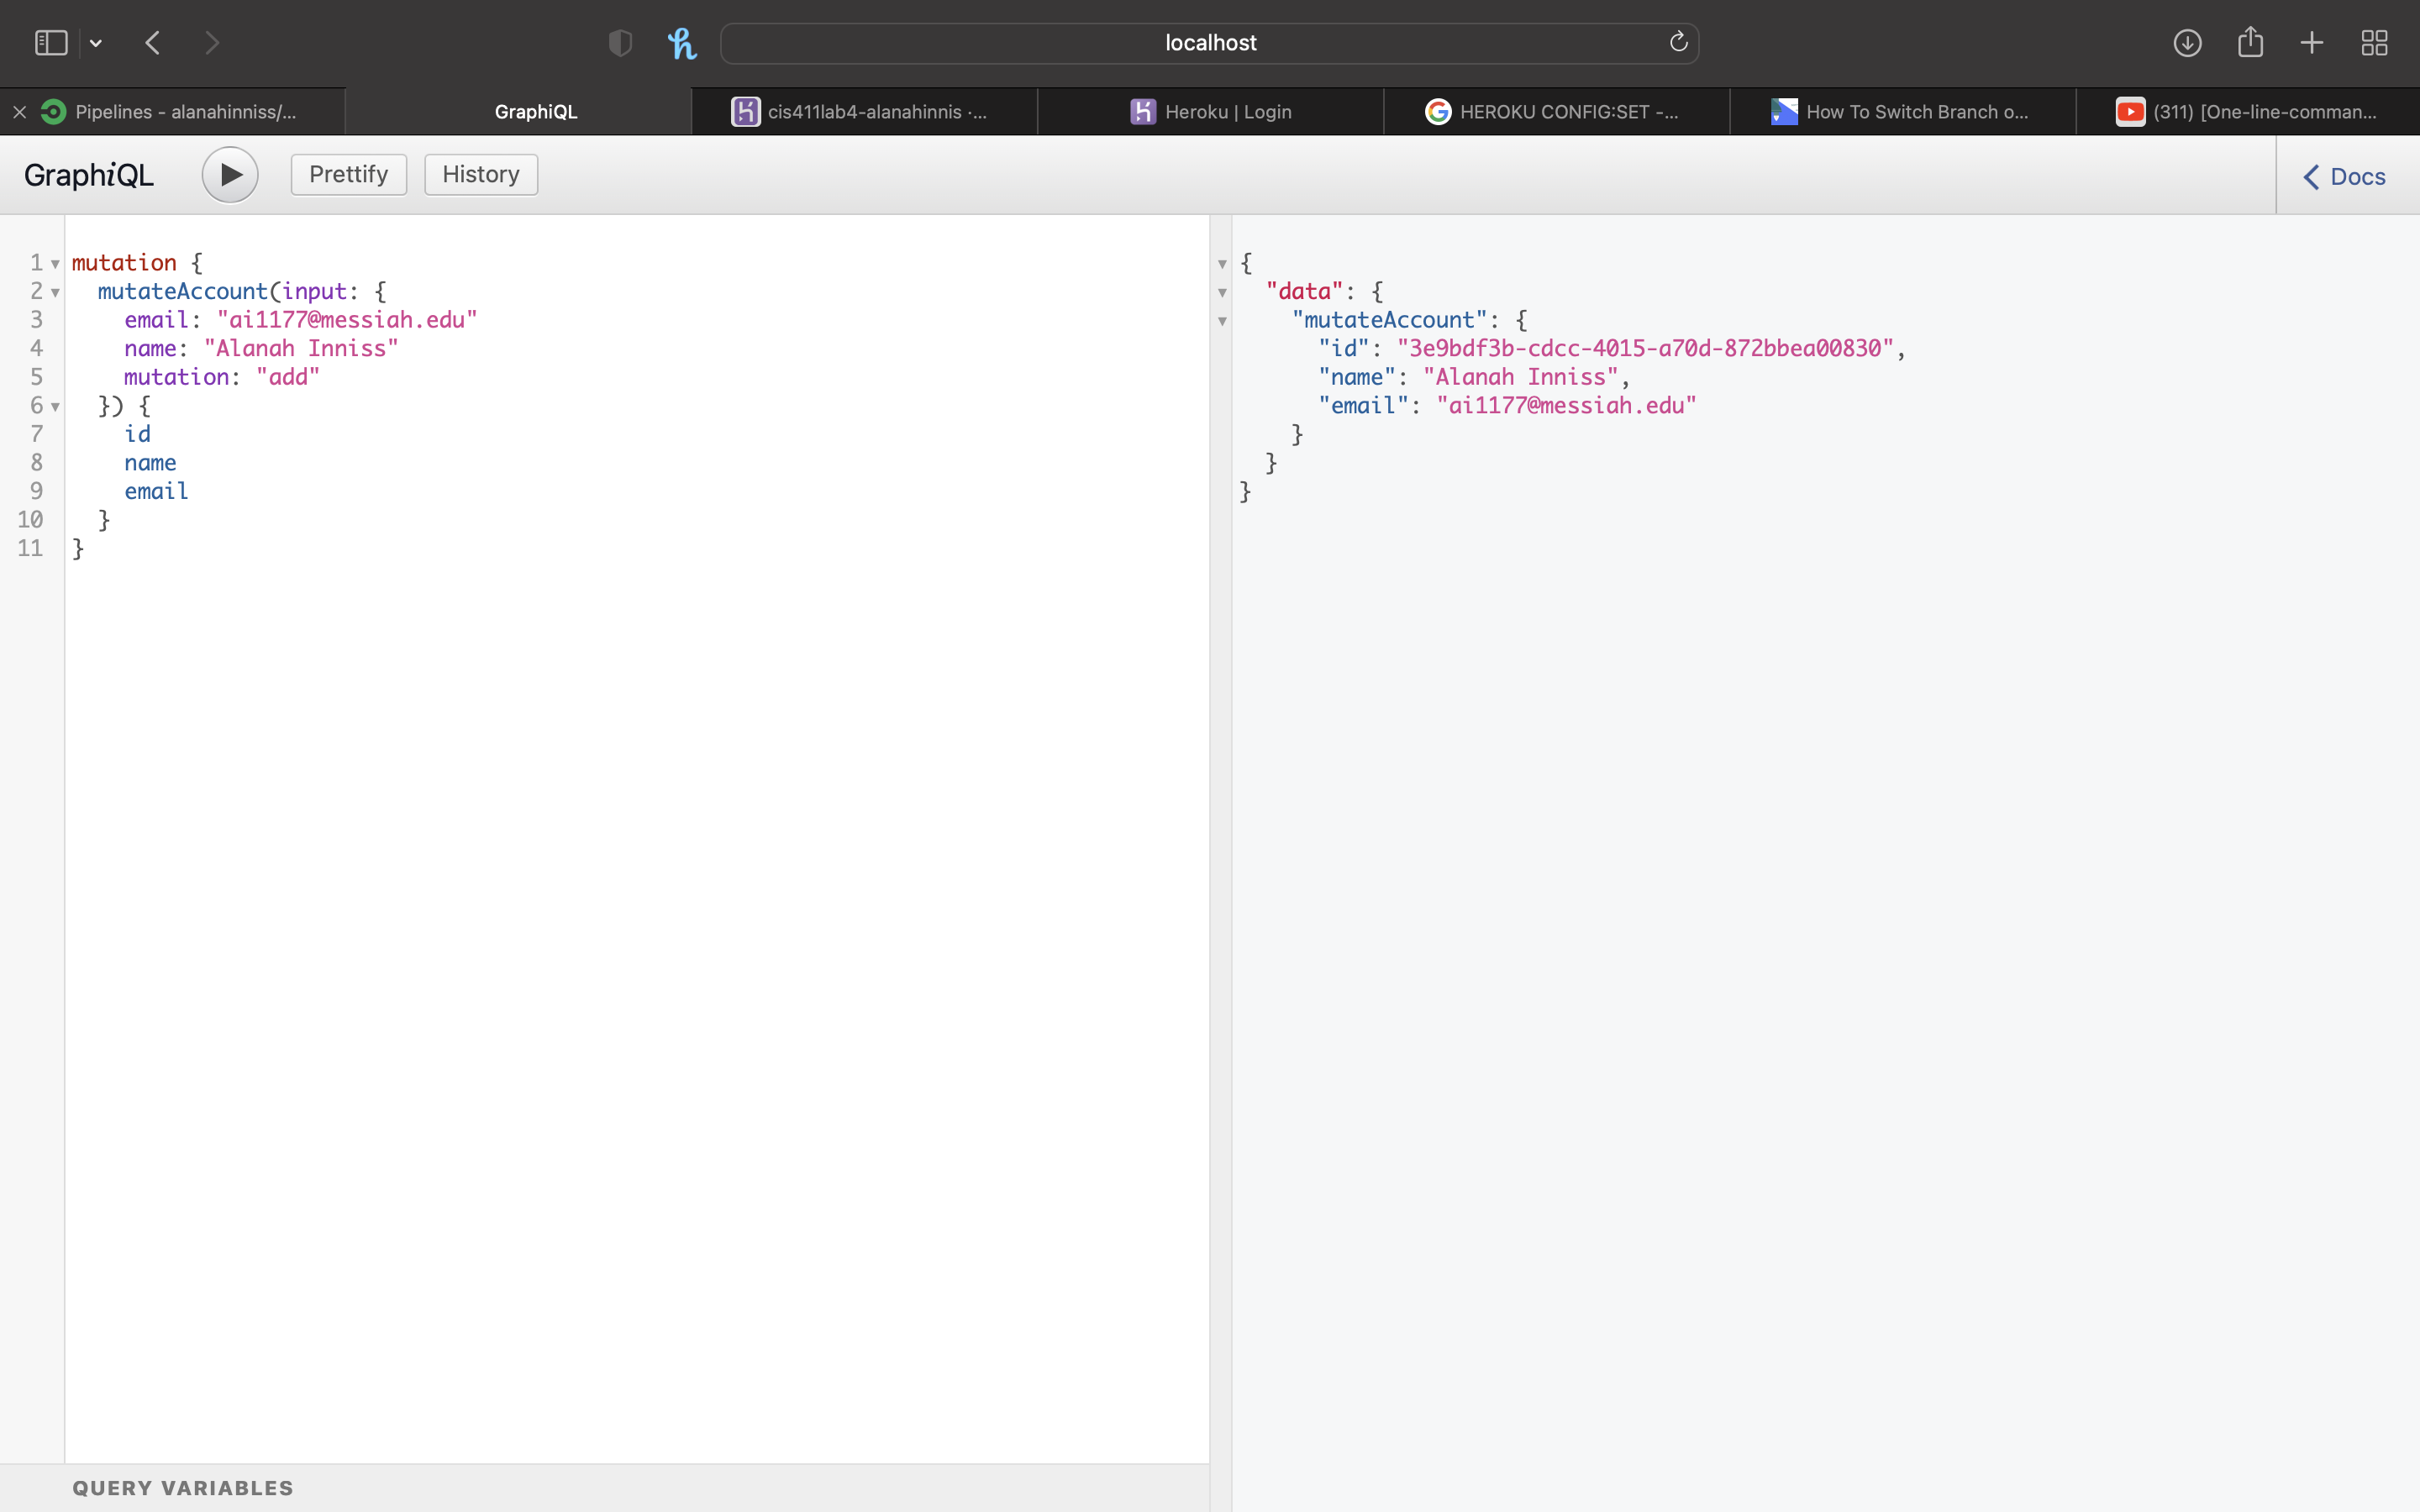 localhost
Pipelines - alanahinniss/...
GraphiQL
cis411lab4-alanahinnis ·...
Heroku | Login
HEROKU CONFIG:SET -...
How To Switch Branch o...
(311) [One-line-comman...
GraphiQL
Prettify
History
Docs
1 mutation {
2 mutateAccount(input: {
3 email: "ai1177@messiah.edu"
4 name: "Alanah Inniss"
5 mutation: "add"
6 }) {
7 id
8 name
9 email
10 }
11 }
{
"data": {
"mutateAccount": {
"id": "3e9bdf3b-cdcc-4015-a70d-872bbea00830",
"name": "Alanah Inniss",
"email": "ai1177@messiah.edu"
}
}
}
QUERY VARIABLES